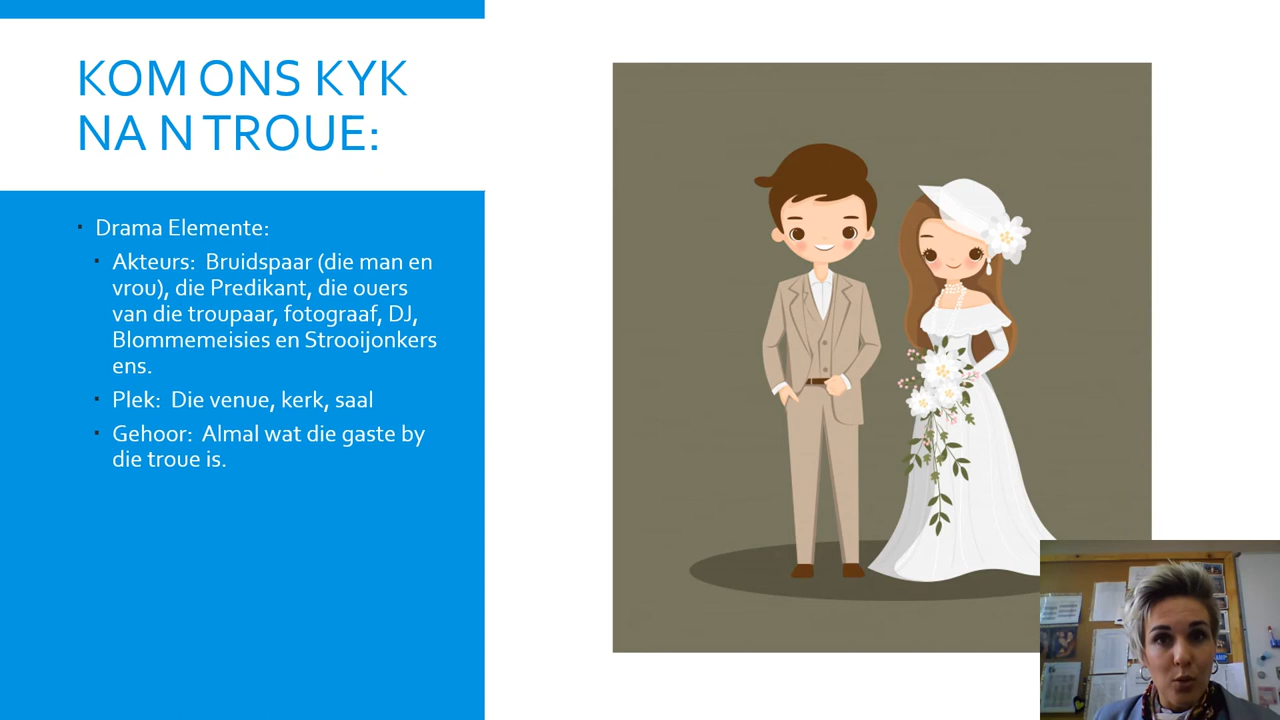 KOM ONS KYK
NA N TROUE:
Drama Elemente:
Akteurs: Bruidspaar (die man en
vrou), die Predikant, die ouers
van die troupaar, fotograaf, DJ,
Blommemeisies en Strooijonkers
ens.
Plek: Die venue, kerk, saal
Gehoor: Almal wat die gaste by
die troue is.